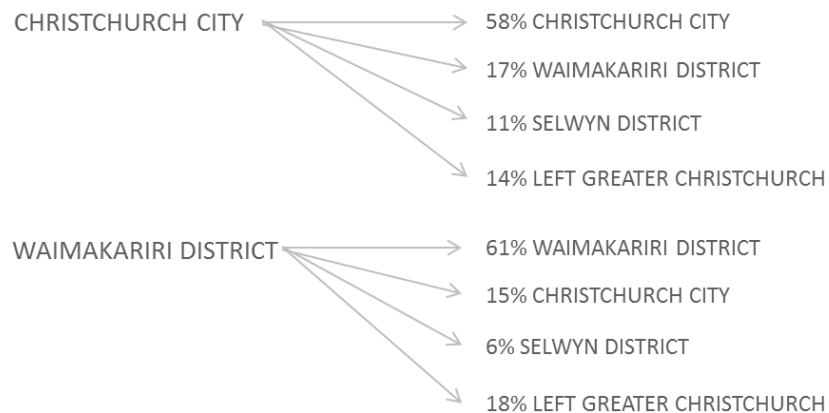 CHRISTCHURCH CITY
58% CHRISTCHURCH CITY
17% WAIMAKARIRI DISTRICT
11% SELWYN DISTRICT
14% LEFT GREATER CHRISTCHURCH
WAIMAKARIRI DISTRICT
61% WAIMAKARIRI DISTRICT
15% CHRISTCHURCH CITY
6% SELWYN DISTRICT
18% LEFT GREATER CHRISTCHURCH